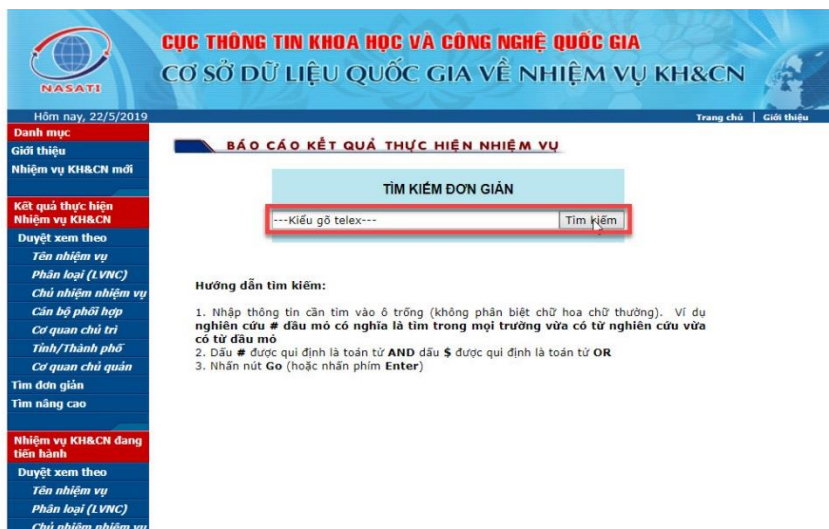 CỤC THÔNG TIN KHOA HỌC VÀ CÔNG NGHỆ QUỐC GIA
CƠ SỞ DỮ LIỆU QUỐC GIA VỀ NHIỆM VỤ KH&CN
NASATI
Hôm nay, 22/5/2019
Trang chủ | Giới thiệu
Danh mục
Giới thiệu
Nhiệm vụ KH&CN mới
Kết quả thực hiện
Nhiệm vụ KH&CN
Duyệt xem theo
Tên nhiệm vụ
Phân loại (LVNC)
Chủ nhiệm nhiệm vụ
Cán bộ phối hợp
Cơ quan chủ trì
Tỉnh/Thành phố
Cơ quan chủ quản
Tìm đơn giản
Tìm nâng cao
Nhiệm vụ KH&CN đang
tiến hành
Duyệt xem theo
Tên nhiệm vụ
Phân loại (LVNC)
Chủ nhiệm nhiệm vụ
BÁO CÁO KẾT QUẢ THỰC HIỆN NHIỆM VỤ
TÌM KIẾM ĐƠN GIẢN
---Kiểu gõ telex--- Tìm kiếm
Hướng dẫn tìm kiếm:
1. Nhập thông tin cần tìm vào ô trống (không phân biệt chữ hoa chữ thường). Ví dụ
nghiên cứu # dầu mỏ có nghĩa là tìm trong mọi trường vừa có từ nghiên cứu vừa
có từ dầu mỏ
2. Dấu # được qui định là toán tử AND dấu $ được qui định là toán tử OR
3. Nhấn nút Go (hoặc nhấn phím Enter)